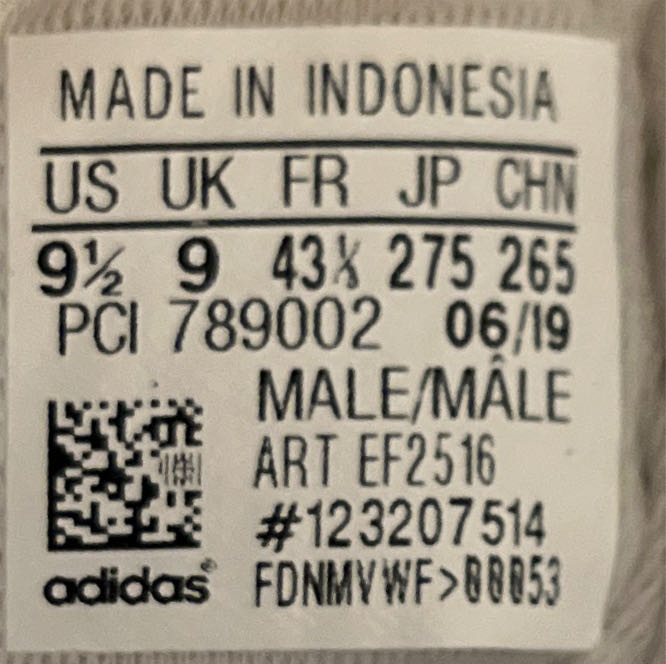 MADE IN INDONESIA
US UK FR JP CHN
9½ 9 43⅓ 275 265
PCI 789002 06/19
MALE/MÂLE
ART EF2516
#123207514
adidas® FDNMVWF>00053